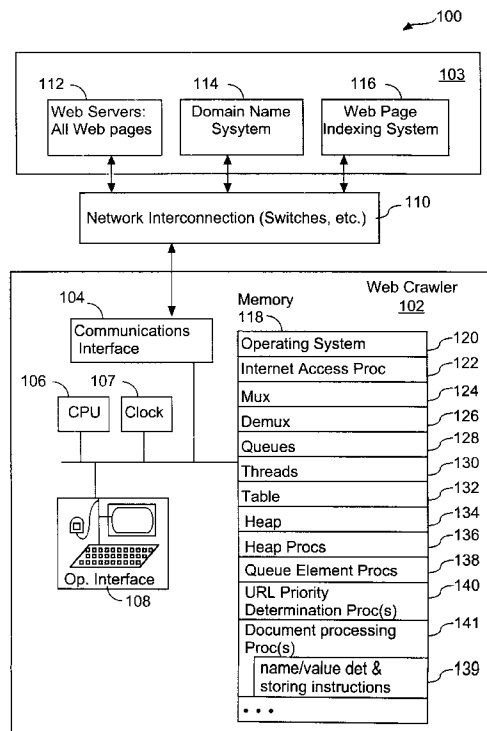 100
103
112
114
116
Web Servers:
All Web pages
Domain Name
Sysytem
Web Page
Indexing System
Network Interconnection (Switches, etc.)
110
Web Crawler
102
104
Communications
Interface
106
107
CPU
Clock
Op. Interface
108
Memory
118
Operating System
120
Internet Access Proc
122
Mux
124
Demux
126
Queues
128
Threads
130
Table
132
Heap
134
Heap Procs
136
Queue Element Procs
138
URL Priority
Determination Proc(s)
140
Document processing
Proc(s)
141
name/value det &
storing instructions
139
• • •